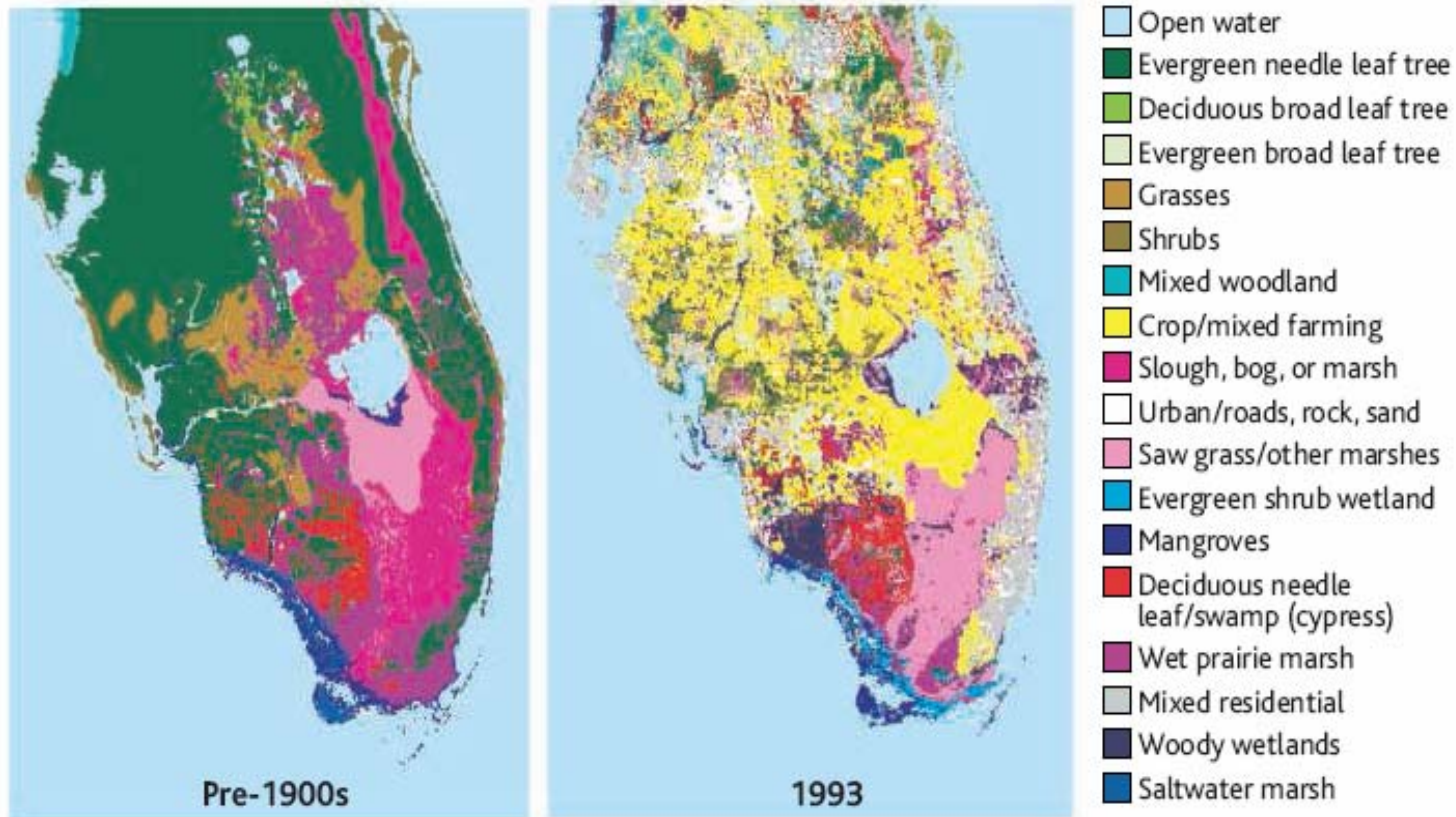 Pre-1900s
1993
Open water
Evergreen needle leaf tree
Deciduous broad leaf tree
Evergreen broad leaf tree
Grasses
Shrubs
Mixed woodland
Crop/mixed farming
Slough, bog, or marsh
Urban/roads, rock, sand
Saw grass/other marshes
Evergreen shrub wetland
Mangroves
Deciduous needle
leaf/swamp (cypress)
Wet prairie marsh
Mixed residential
Woody wetlands
Saltwater marsh